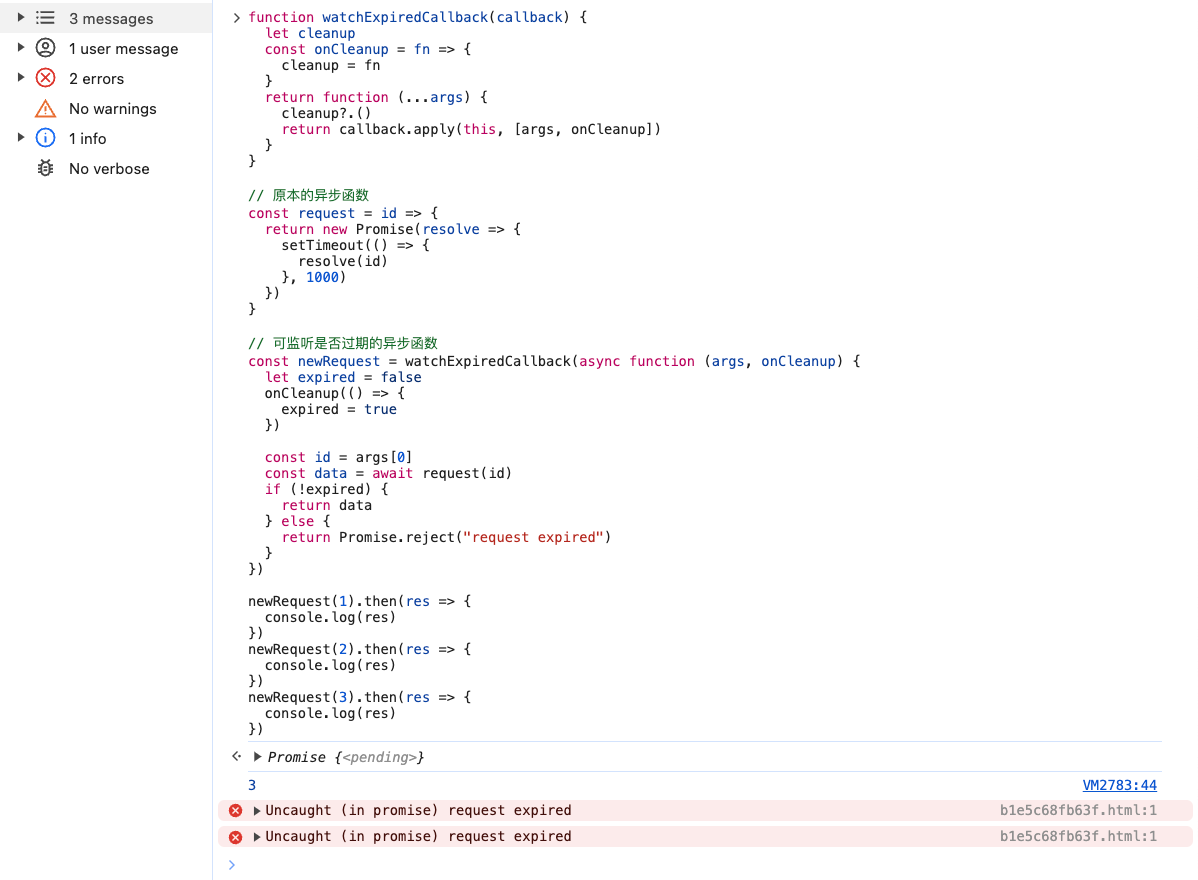 3 messages
1 user message
2 errors
No warnings
1 info
No verbose
function watchExpiredCallback(callback) {
  let cleanup
  const onCleanup = fn => {
    cleanup = fn
  }
  return function (...args) {
    cleanup?.()
    return callback.apply(this, [args, onCleanup])
  }
}

// 原本的异步函数
const request = id => {
  return new Promise(resolve => {
    setTimeout(() => {
      resolve(id)
    }, 1000)
  })
}

// 可监听是否过期的异步函数
const newRequest = watchExpiredCallback(async function (args, onCleanup) {
  let expired = false
  onCleanup(() => {
    expired = true
  })

  const id = args[0]
  const data = await request(id)
  if (!expired) {
    return data
  } else {
    return Promise.reject("request expired")
  }
})

newRequest(1).then(res => {
  console.log(res)
})
newRequest(2).then(res => {
  console.log(res)
})
newRequest(3).then(res => {
  console.log(res)
})
Promise {<pending>}
3 VM2783:44
Uncaught (in promise) request expired b1e5c68fb63f.html:1
Uncaught (in promise) request expired b1e5c68fb63f.html:1